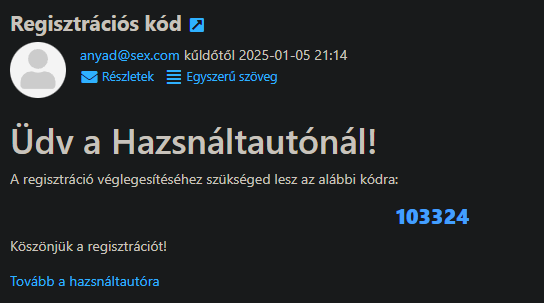 Regisztrációs kód
anyad@sex.com kűldőtől 2025-01-05 21:14
Részletek Egyszerű szöveg
Üdv a Hazsnáltautónál!
A regisztráció véglegesítéséhez szükséged lesz az alábbi kódra:
103324
Köszönjük a regisztrációt!
Tovább a hazsnáltautóra